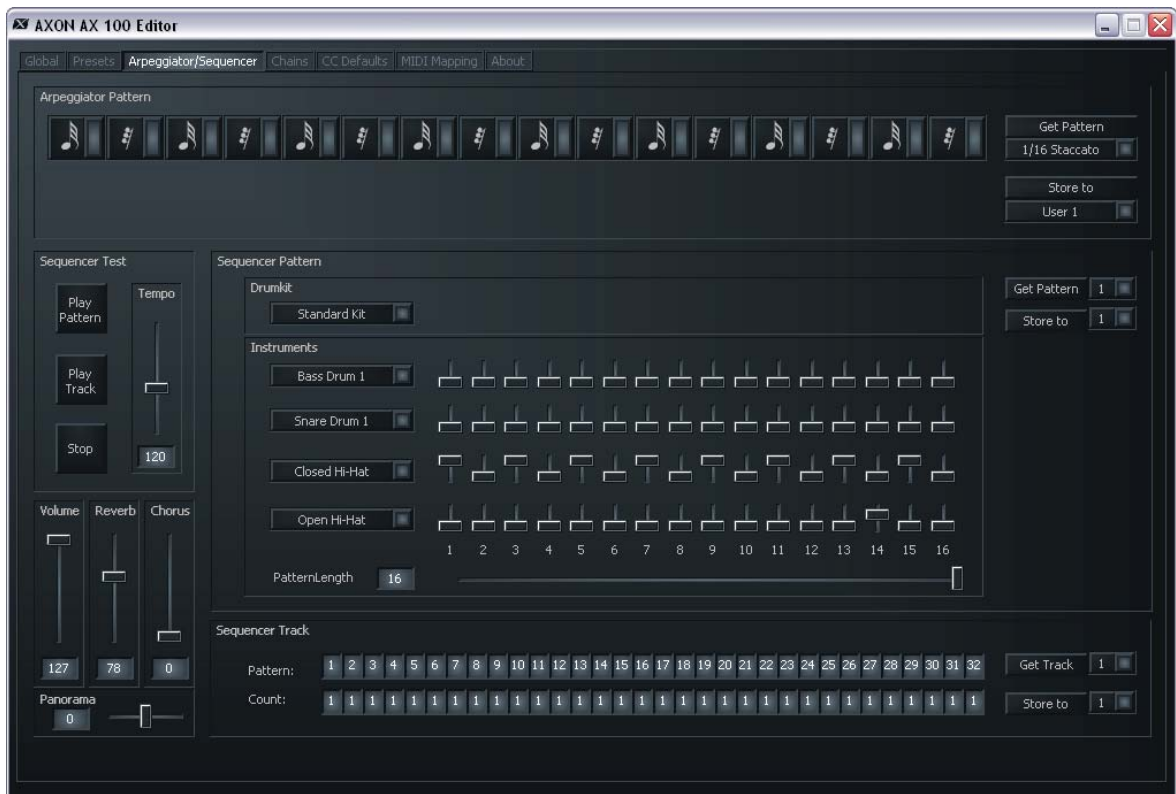 AXON AX 100 Editor
Global Presets Arpeggiator/Sequencer Chains CC Defaults MIDI Mapping About
Arpeggiator Pattern
Get Pattern
1/16 Staccato
Store to
User 1
Sequencer Test
Play Pattern
Play Track
Stop
Tempo
120
Sequencer Pattern
Drumkit
Standard Kit
Get Pattern 1
Store to 1
Instruments
Bass Drum 1
Snare Drum 1
Closed Hi-Hat
Open Hi-Hat
1 2 3 4 5 6 7 8 9 10 11 12 13 14 15 16
PatternLength 16
Volume Reverb Chorus
127 78 0
Panorama
0
Sequencer Track
Pattern: 1 2 3 4 5 6 7 8 9 10 11 12 13 14 15 16 17 18 19 20 21 22 23 24 25 26 27 28 29 30 31 32
Count: 1 1 1 1 1 1 1 1 1 1 1 1 1 1 1 1 1 1 1 1 1 1 1 1 1 1 1 1 1 1 1 1
Get Track 1
Store to 1